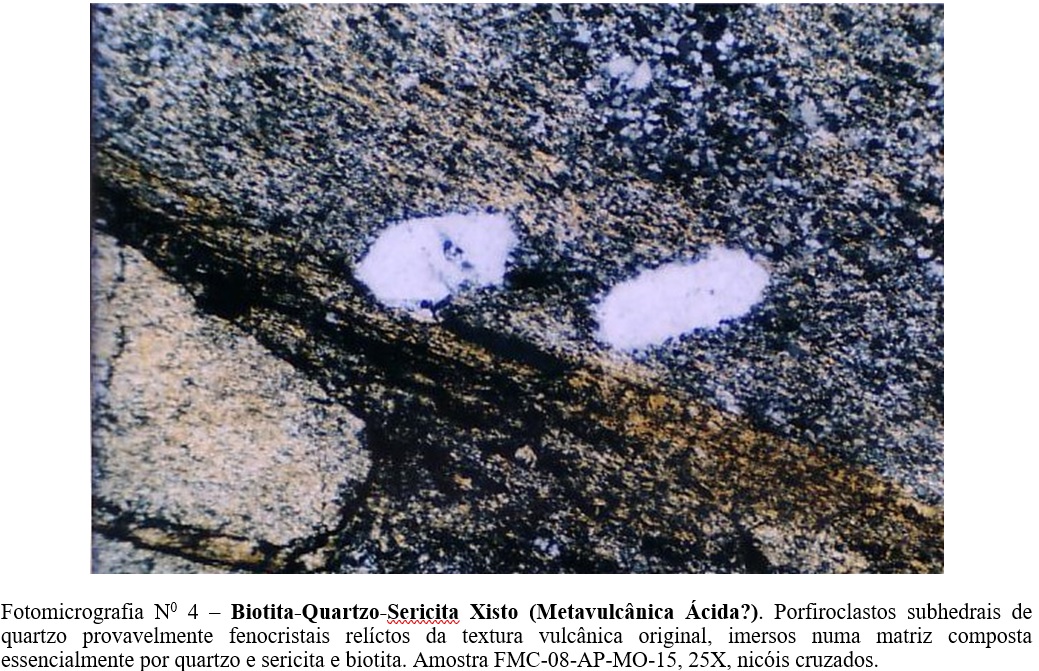 Fotomicrografia N⁰ 4 – Biotita-Quartzo-Sericita Xisto (Metavulcânica Ácida?). Porfiroclastos subhedrais de
quartzo provavelmente fenocristais relíctos da textura vulcânica original, imersos numa matriz composta
essencialmente por quartzo e sericita e biotita. Amostra FMC-08-AP-MO-15, 25X, nicóis cruzados.